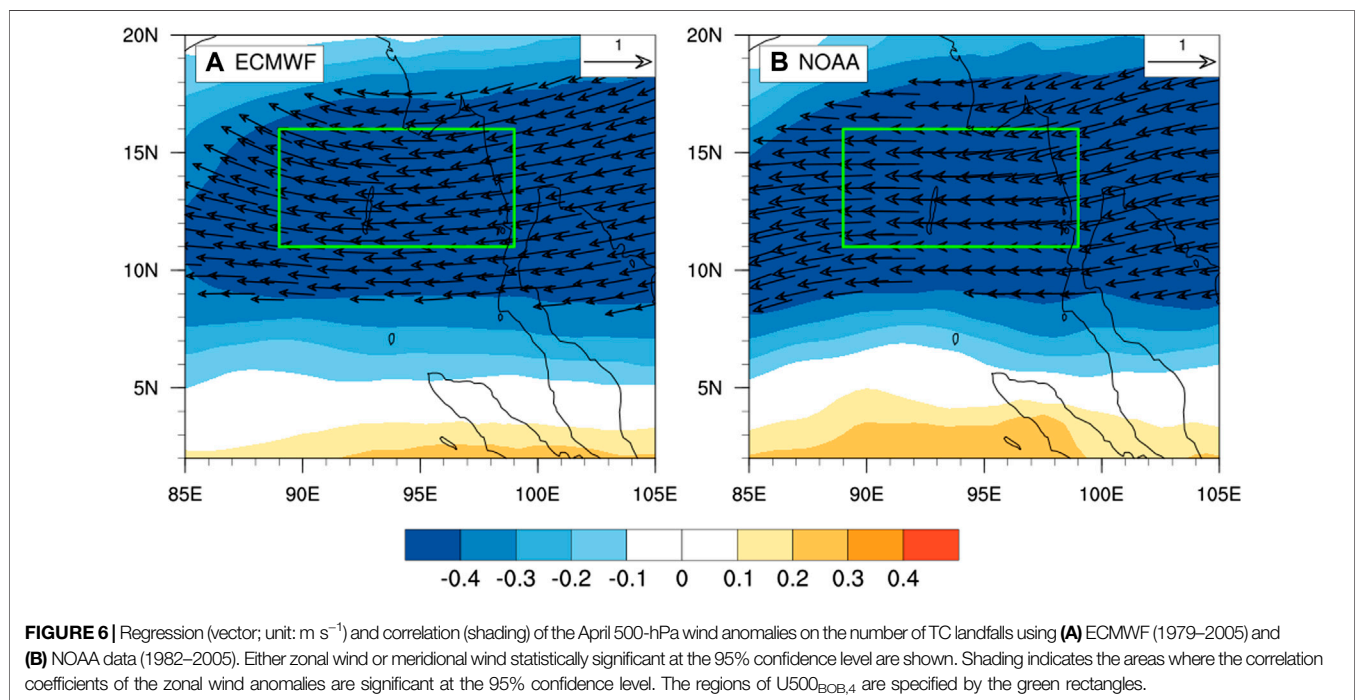 20N
15N
10N
5N
A ECMWF
1
85E 90E 95E 100E 105E
20N
15N
10N
5N
B NOAA
1
85E 90E 95E 100E 105E
-0.4 -0.3 -0.2 -0.1 0 0.1 0.2 0.3 0.4
FIGURE 6 | Regression (vector; unit: m s⁻¹) and correlation (shading) of the April 500-hPa wind anomalies on the number of TC landfalls using (A) ECMWF (1979–2005) and
(B) NOAA data (1982–2005). Either zonal wind or meridional wind statistically significant at the 95% confidence level are shown. Shading indicates the areas where the correlation
coefficients of the zonal wind anomalies are significant at the 95% confidence level. The regions of U500BOB,4 are specified by the green rectangles.